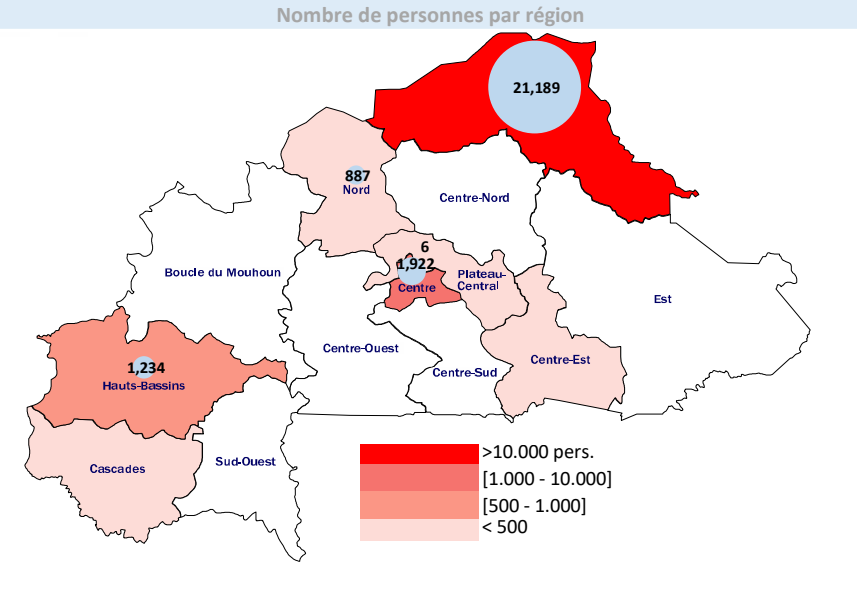 Nombre de personnes par région
21,189
887
Nord
Centre-Nord
6
1,922
Boucle du Mouhoun
Plateau-
Central
Centre
Est
Centre-Ouest
Centre-Est
1,234
Centre-Sud
Hauts-Bassins
>10.000 pers.
Sud-Ouest
Cascades
[1.000 - 10.000]
[500 - 1.000]
< 500